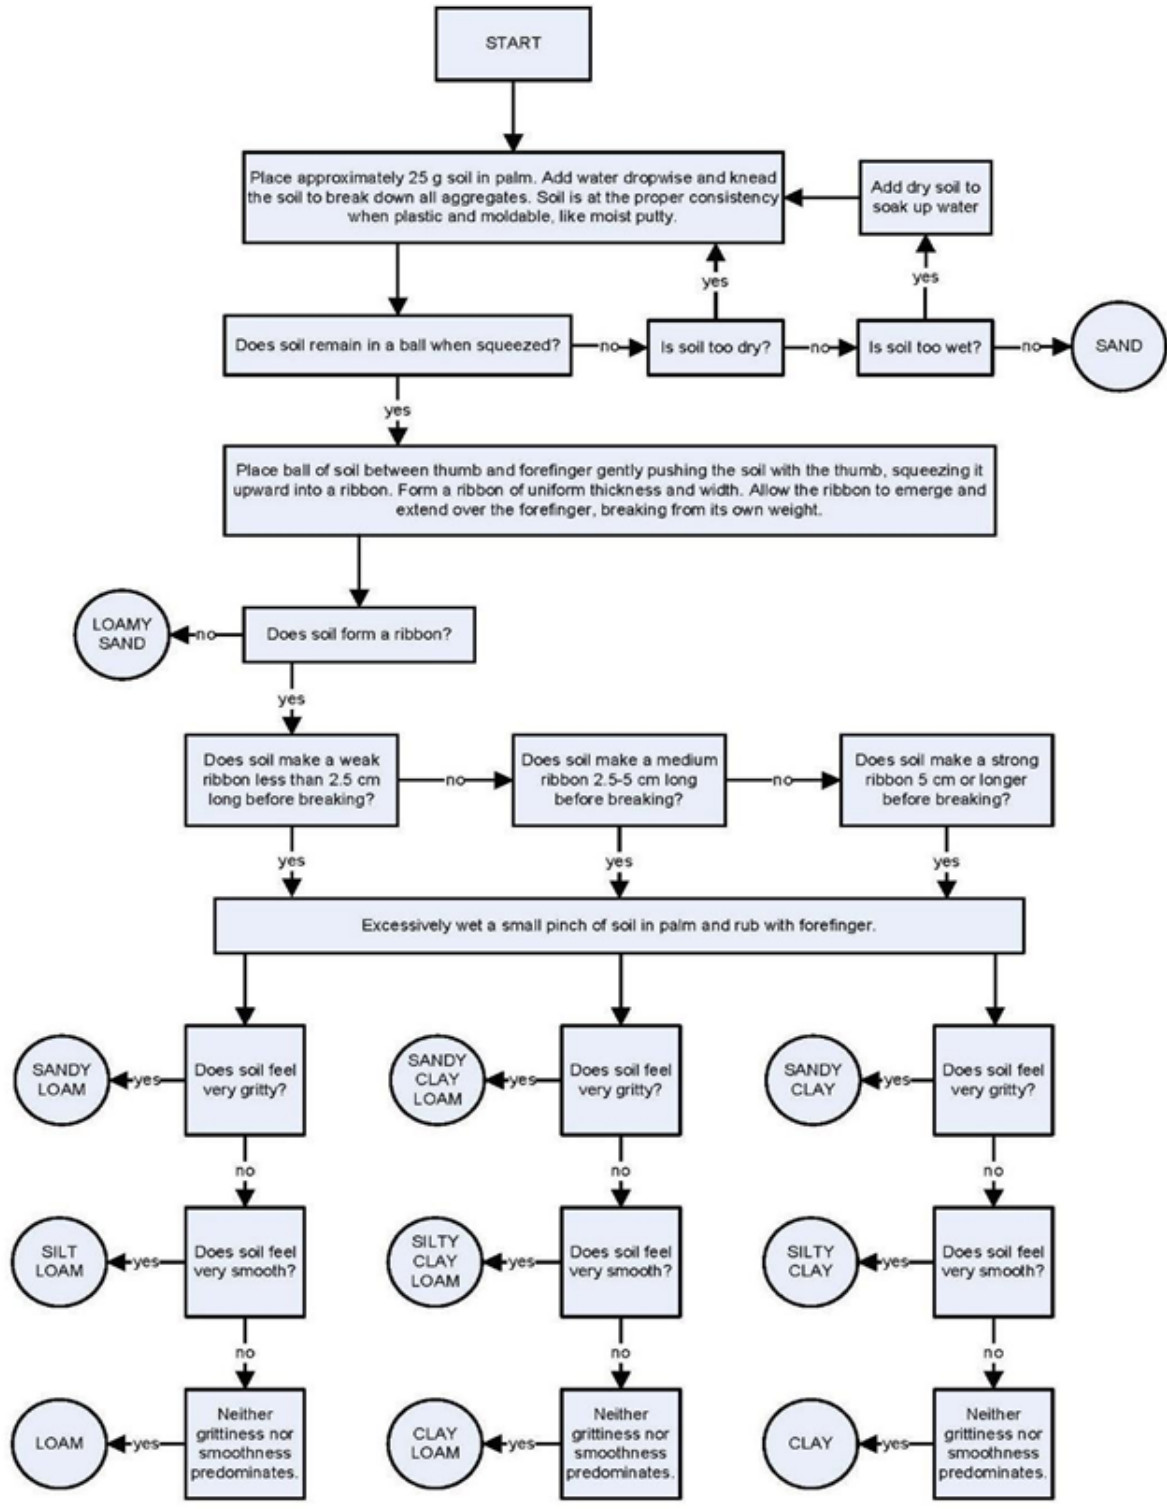 START
Place approximately 25 g soil in palm. Add water dropwise and knead
the soil to break down all aggregates. Soil is at the proper consistency
when plastic and moldable, like moist putty.
Add dry soil to
soak up water
yes
yes
Does soil remain in a ball when squeezed?
no
Is soil too dry?
no
Is soil too wet?
no
SAND
yes
Place ball of soil between thumb and forefinger gently pushing the soil with the thumb, squeezing it
upward into a ribbon. Form a ribbon of uniform thickness and width. Allow the ribbon to emerge and
extend over the forefinger, breaking from its own weight.
LOAMY
SAND
no
Does soil form a ribbon?
yes
Does soil make a weak
ribbon less than 2.5 cm
long before breaking?
no
Does soil make a medium
ribbon 2.5-5 cm long
before breaking?
no
Does soil make a strong
ribbon 5 cm or longer
before breaking?
yes
yes
yes
Excessively wet a small pinch of soil in palm and rub with forefinger.
SANDY
LOAM
yes
Does soil feel
very gritty?
SANDY
CLAY
LOAM
yes
Does soil feel
very gritty?
SANDY
CLAY
yes
Does soil feel
very gritty?
no
no
no
SILT
LOAM
yes
Does soil feel
very smooth?
SILTY
CLAY
LOAM
yes
Does soil feel
very smooth?
SILTY
CLAY
yes
Does soil feel
very smooth?
no
no
no
LOAM
yes
Neither
grittiness nor
smoothness
predominates.
CLAY
LOAM
yes
Neither
grittiness nor
smoothness
predominates.
CLAY
yes
Neither
grittiness nor
smoothness
predominates.